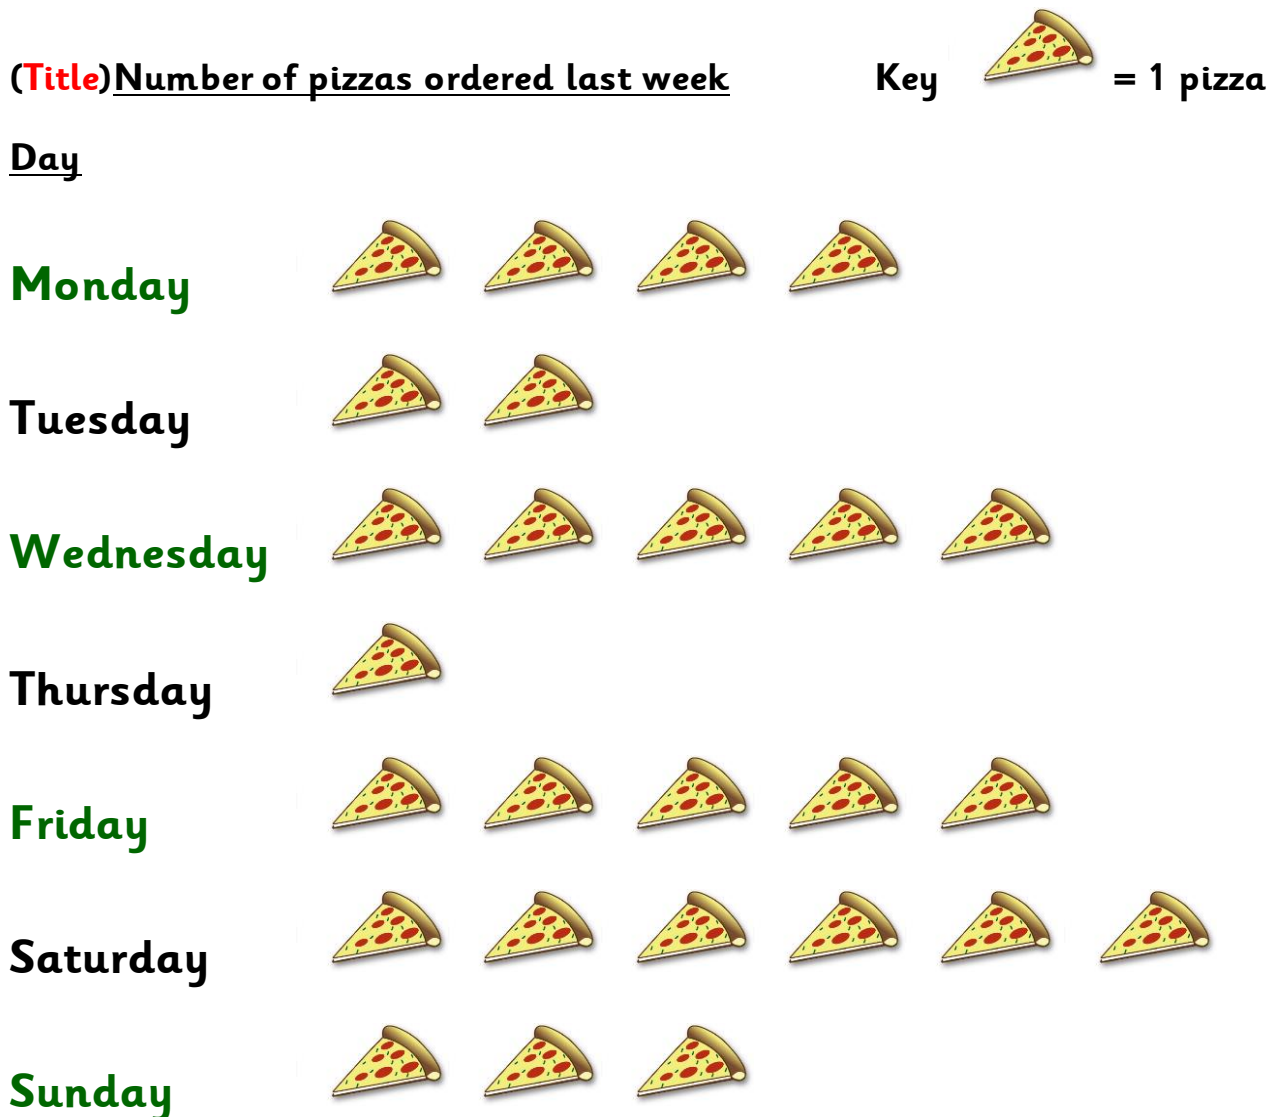 (Title)Number of pizzas ordered last week Key = 1 pizza
Day
Monday
Tuesday
Wednesday
Thursday
Friday
Saturday
Sunday